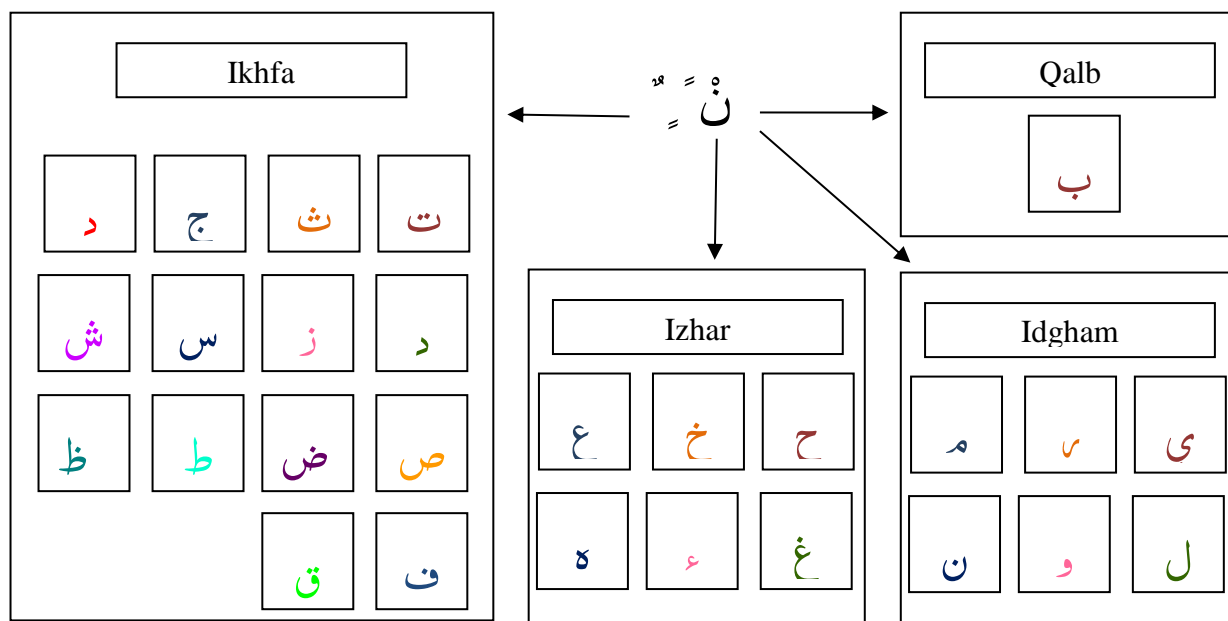 نْ ً ٍ ٌ
Ikhfa
ت ث ج د
د ز س ش
ص ض ط ظ
ف ق
Qalb
ب
Izhar
ح خ ع
غ ء ه
Idgham
ي ر م
ل و ن